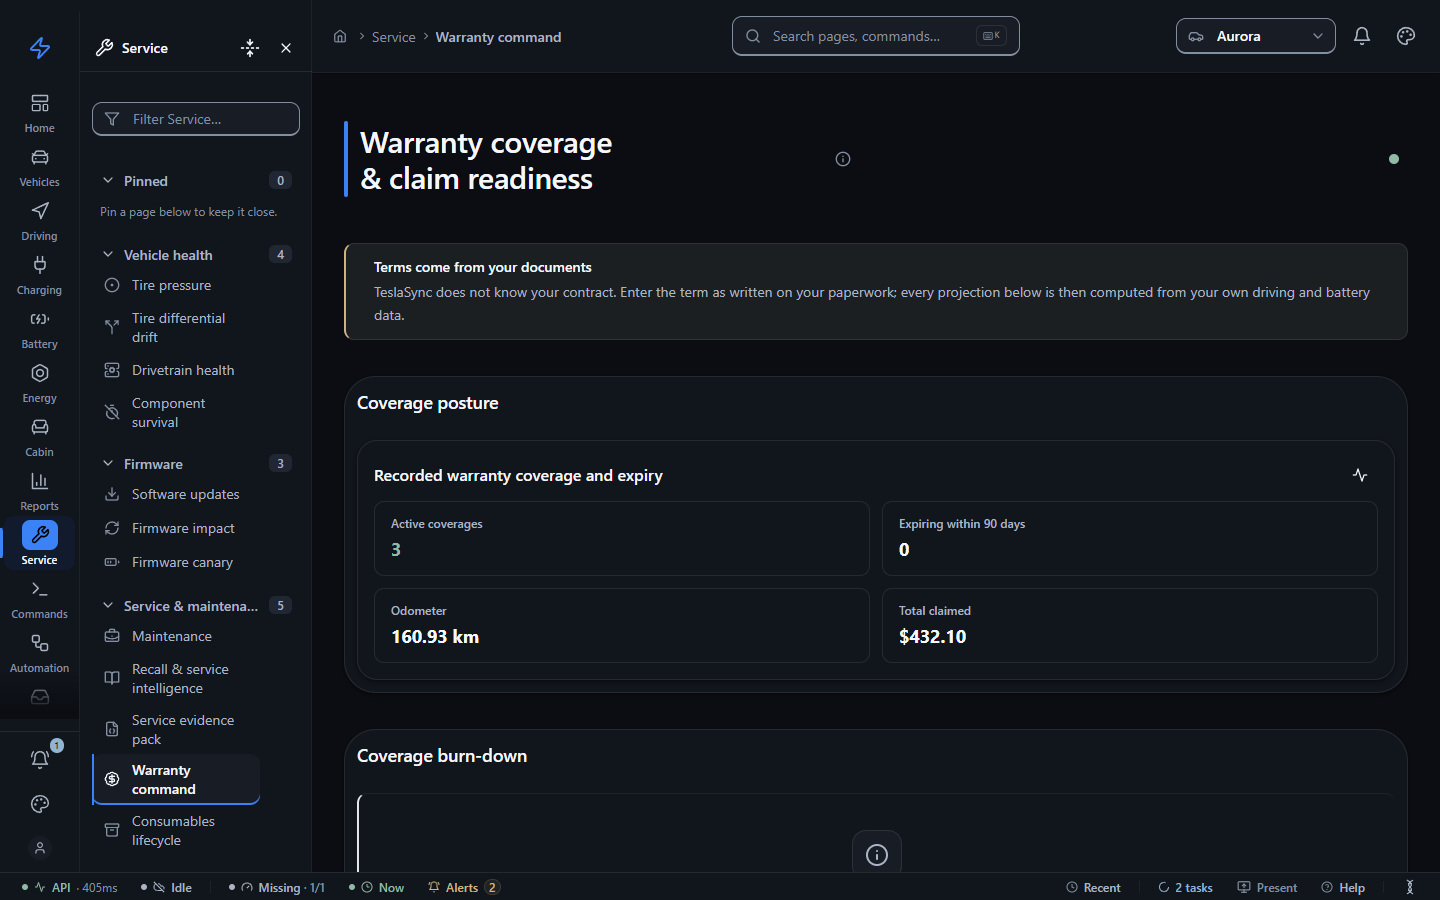 Service
Service
Warranty command
Search pages, commands...
K
Aurora
Home
Vehicles
Driving
Charging
Battery
Energy
Cabin
Reports
Service
Commands
Automation
1
Filter Service...
Pinned
0
Pin a page below to keep it close.
Vehicle health
4
Tire pressure
Tire differential
drift
Drivetrain health
Component
survival
Firmware
3
Software updates
Firmware impact
Firmware canary
Service & maintena...
5
Maintenance
Recall & service
intelligence
Service evidence
pack
Warranty
command
Consumables
lifecycle
Warranty coverage
& claim readiness
Terms come from your documents
TeslaSync does not know your contract. Enter the term as written on your paperwork; every projection below is then computed from your own driving and battery
data.
Coverage posture
Recorded warranty coverage and expiry
Active coverages
3
Expiring within 90 days
0
Odometer
160.93 km
Total claimed
$432.10
Coverage burn-down
API · 405ms
Idle
Missing · 1/1
Now
Alerts 2
Recent
2 tasks
Present
Help